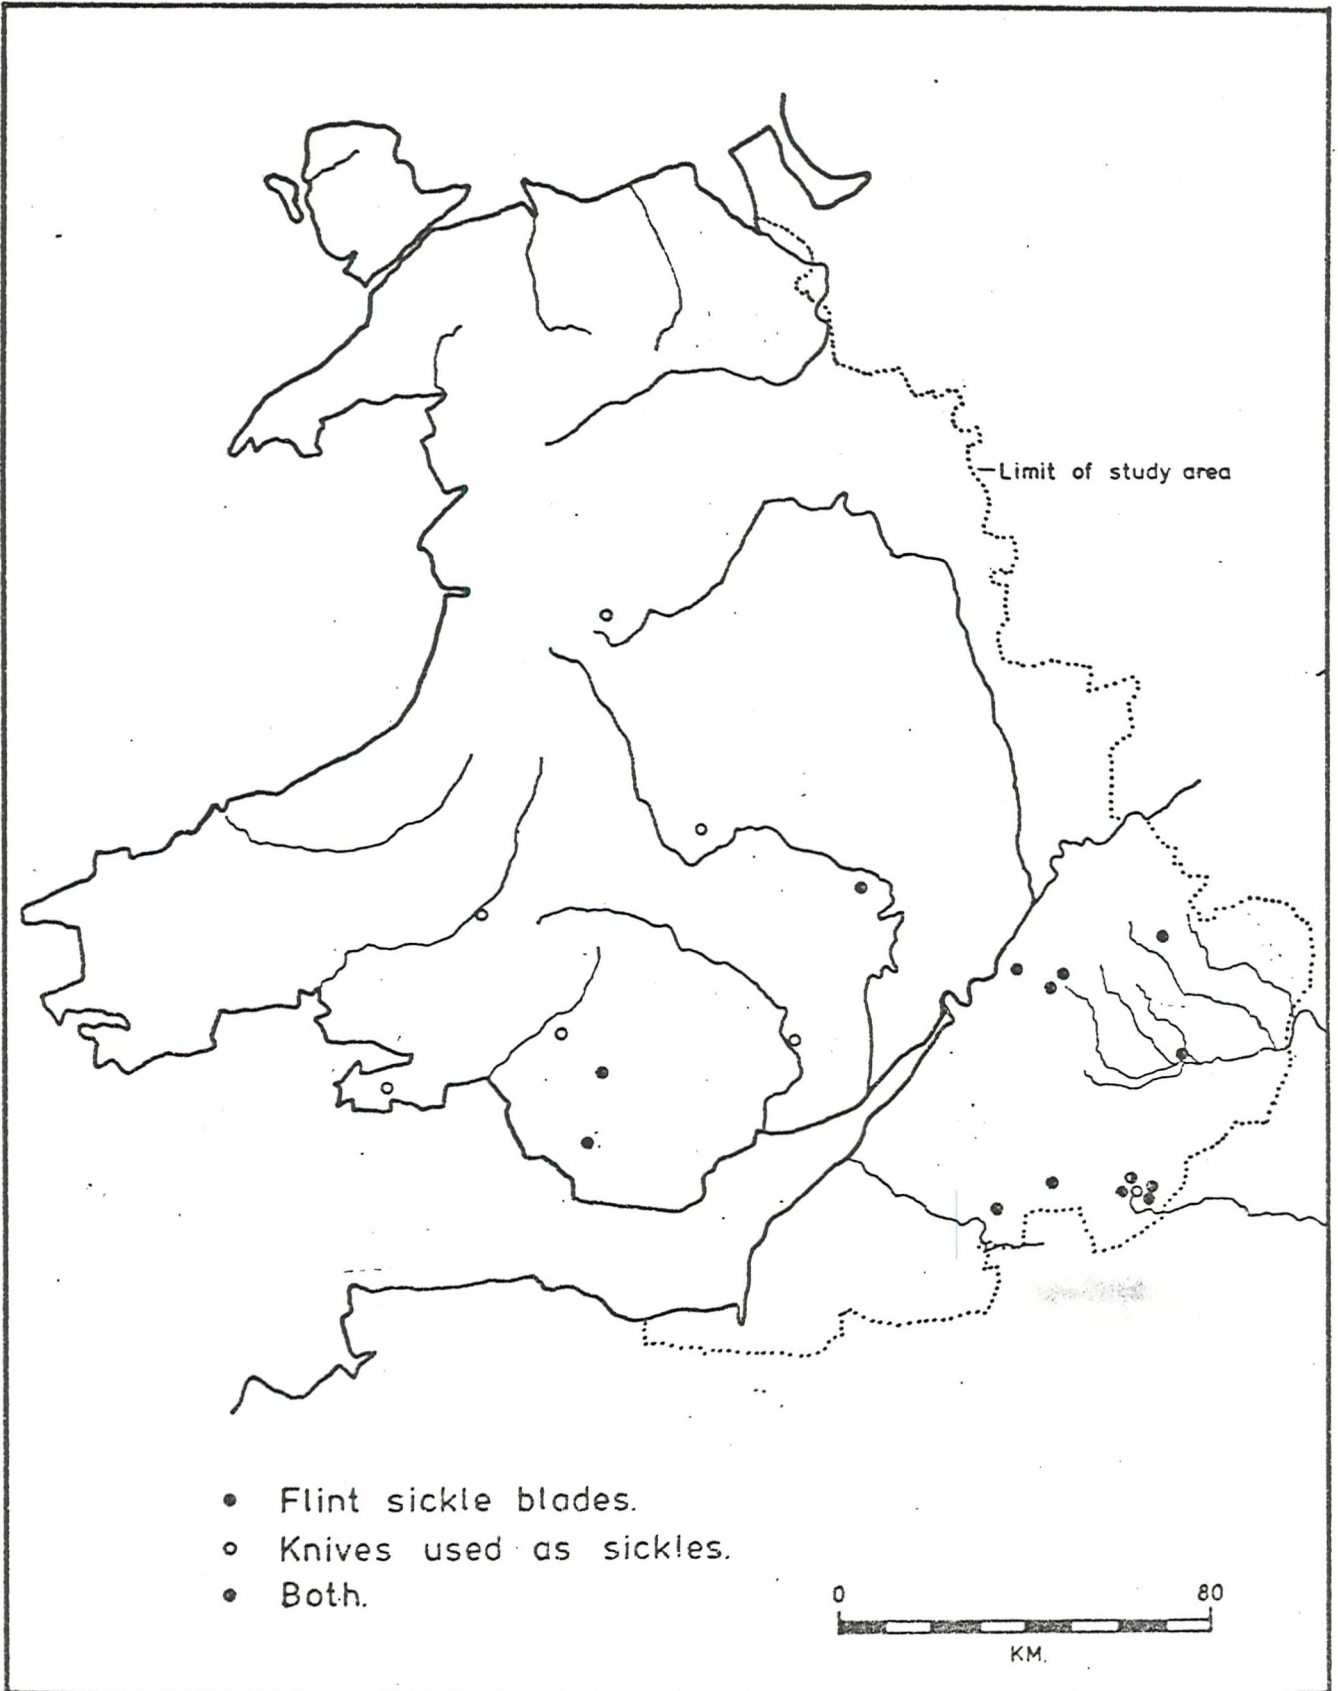 Limit of study area
Flint sickle blades.
Knives used as sickles.
Both.
0 80
KM.